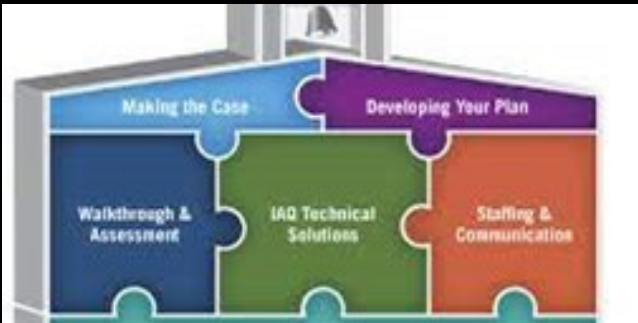 Making the Case
Developing Your Plan
Walkthrough &
Assessment
IAQ Technical
Solutions
Staffing &
Communication